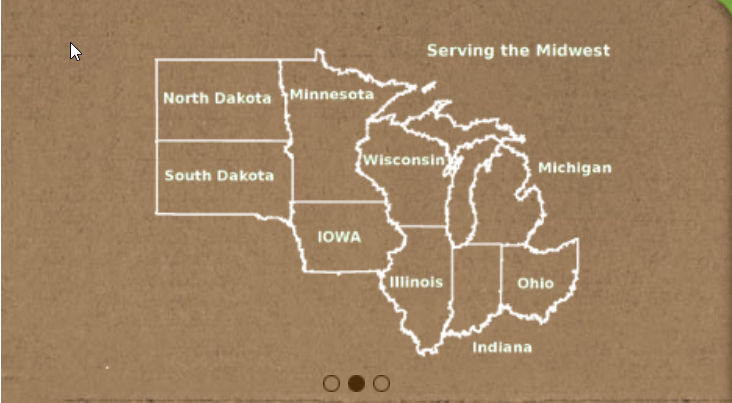 Serving the Midwest
North Dakota
Minnesota
Wisconsin
Michigan
South Dakota
IOWA
Illinois
Ohio
Indiana